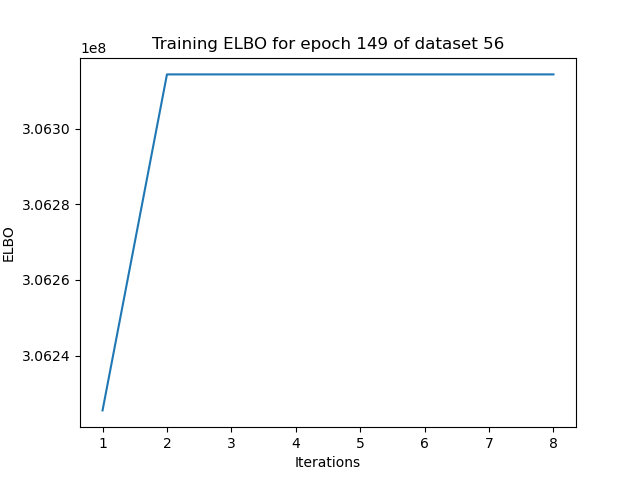 Training ELBO for epoch 149 of dataset 56
1e8
3.0630
3.0628
3.0626
3.0624
ELBO
1 2 3 4 5 6 7 8
Iterations